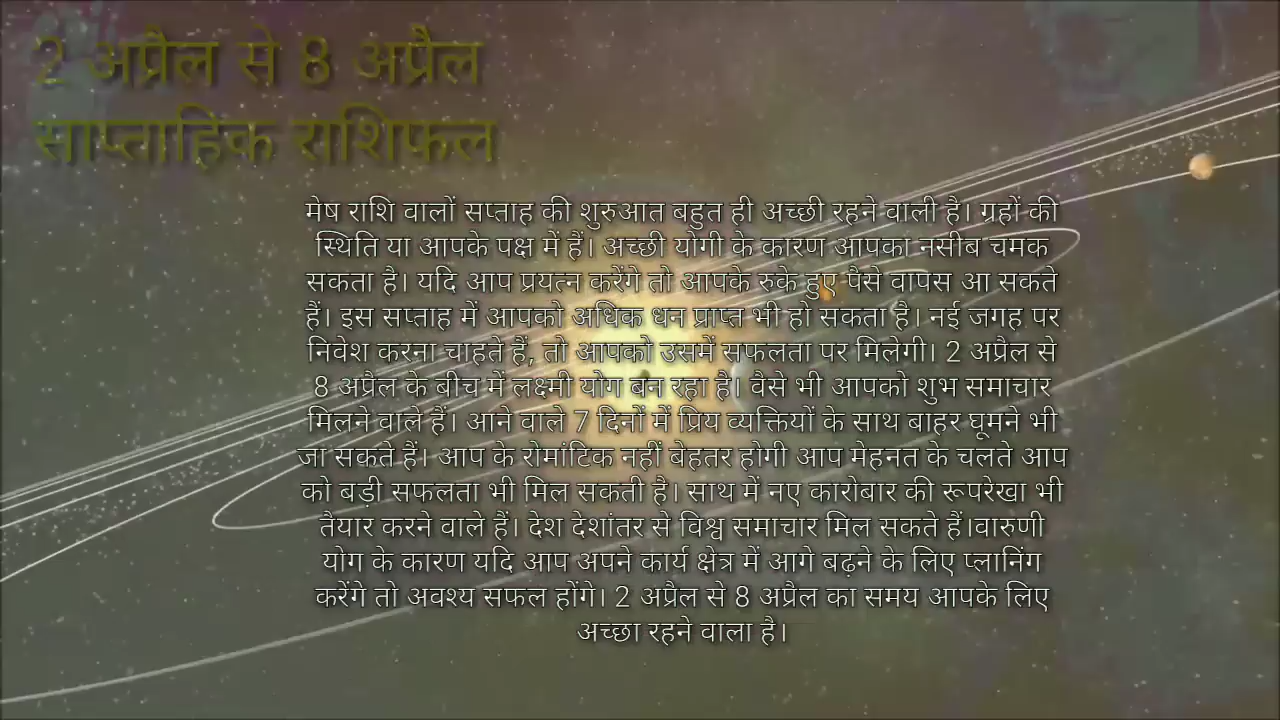 2 अप्रैल से 8 अप्रैल
साप्ताहिक राशिफल
मेष राशि वालों सप्ताह की शुरुआत बहुत ही अच्छी रहने वाली है। ग्रहों की
स्थिति या आपके पक्ष में हैं। अच्छी योगी के कारण आपका नसीब चमक
सकता है। यदि आप प्रयत्न करेंगे तो आपके रुके हुए पैसे वापस आ सकते
हैं। इस सप्ताह में आपको अधिक धन प्राप्त भी हो सकता है। नई जगह पर
निवेश करना चाहते हैं, तो आपको उसमें सफलता पर मिलेगी। 2 अप्रैल से
8 अप्रैल के बीच में लक्ष्मी योग बन रहा है। वैसे भी आपको शुभ समाचार
मिलने वाले हैं। आने वाले 7 दिनों में प्रिय व्यक्तियों के साथ बाहर घूमने भी
जा सकते हैं। आप के रोमांटिक नहीं बेहतर होगी आप मेहनत के चलते आप
को बड़ी सफलता भी मिल सकती है। साथ में नए कारोबार की रूपरेखा भी
तैयार करने वाले हैं। देश देशांतर से विश्व समाचार मिल सकते हैं।वारुणी
योग के कारण यदि आप अपने कार्य क्षेत्र में आगे बढ़ने के लिए प्लानिंग
करेंगे तो अवश्य सफल होंगे। 2 अप्रैल से 8 अप्रैल का समय आपके लिए
अच्छा रहने वाला है।